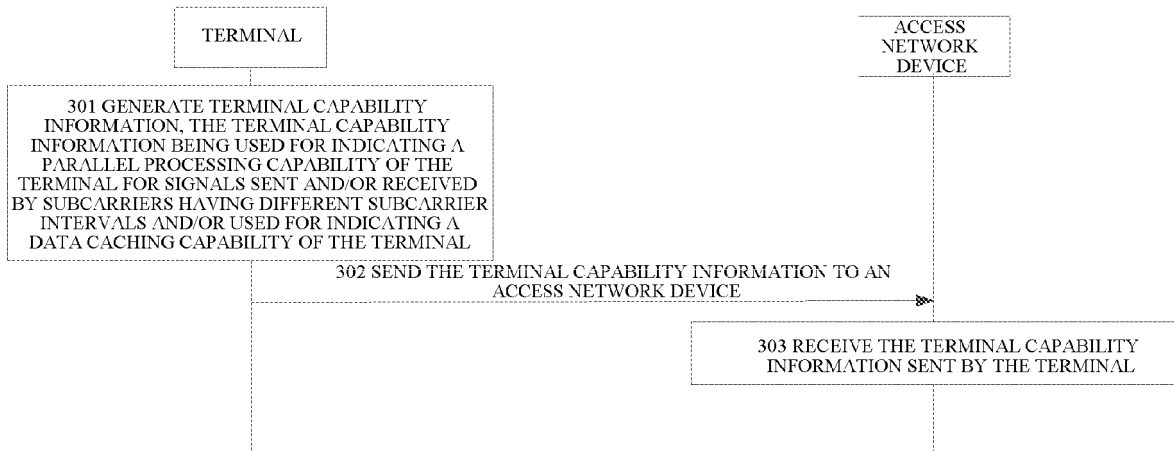 TERMINAL
ACCESS
NETWORK
DEVICE
301 GENERATE TERMINAL CAPABILITY
INFORMATION, THE TERMINAL CAPABILITY
INFORMATION BEING USED FOR INDICATING A
PARALLEL PROCESSING CAPABILITY OF THE
TERMINAL FOR SIGNALS SENT AND/OR RECEIVED
BY SUBCARRIERS HAVING DIFFERENT SUBCARRIER
INTERVALS AND/OR USED FOR INDICATING A
DATA CACHING CAPABILITY OF THE TERMINAL
302 SEND THE TERMINAL CAPABILITY INFORMATION TO AN
ACCESS NETWORK DEVICE
303 RECEIVE THE TERMINAL CAPABILITY
INFORMATION SENT BY THE TERMINAL